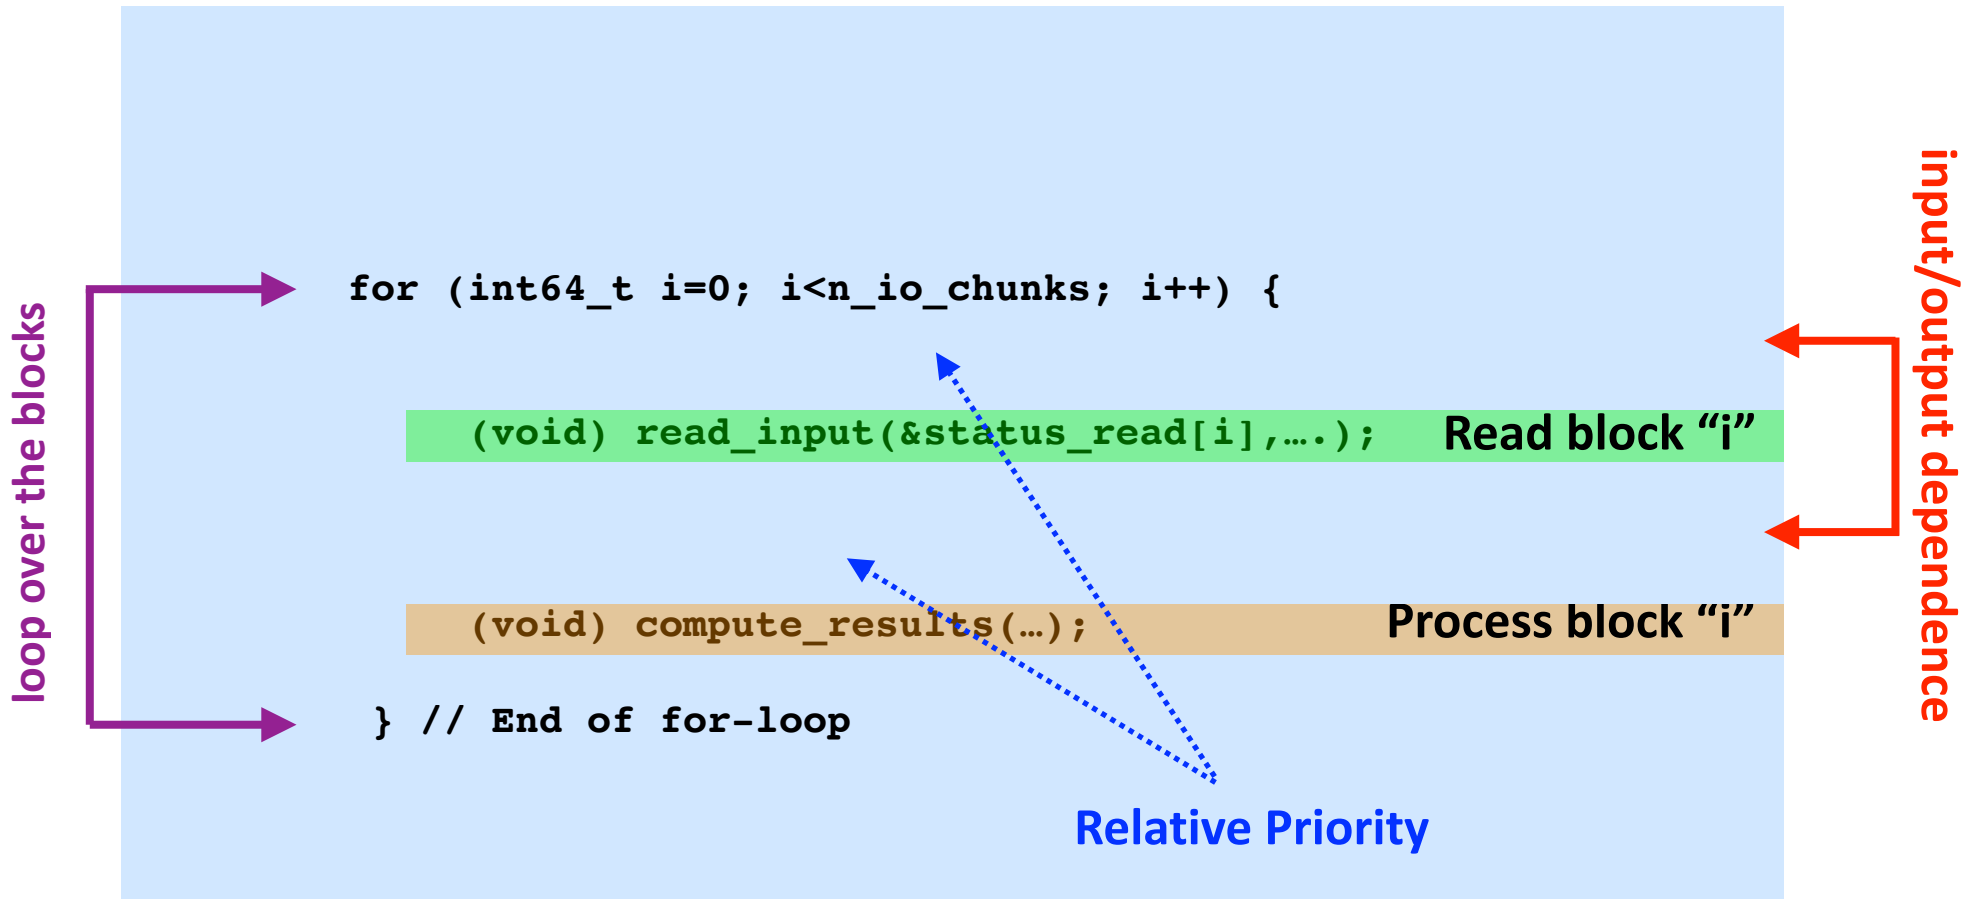 loop over the blocks
for (int64_t i=0; i<n_io_chunks; i++) {
(void) read_input(&status_read[i],….); Read block “i”
(void) compute_results(…); Process block “i”
} // End of for-loop
Relative Priority
input/output dependence